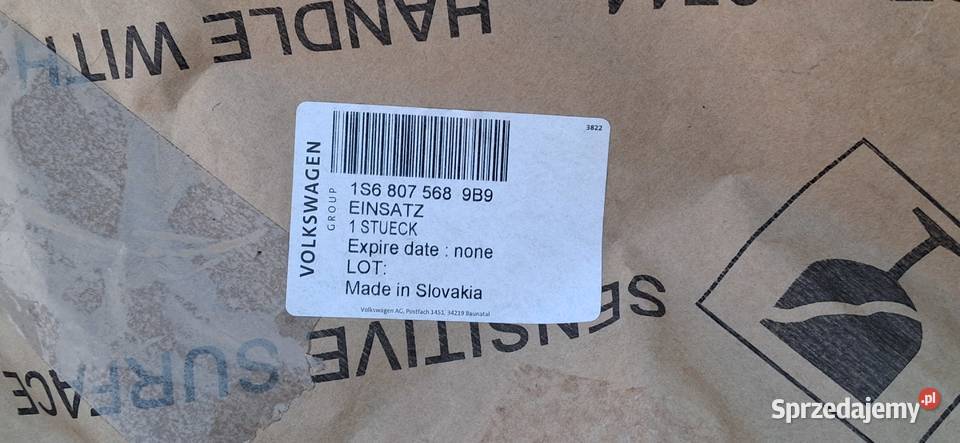 HANDLE WITH
3822
VOLKSWAGEN
GROUP
1S6 807 568 9B9
EINSATZ
1 STUECK
Expire date : none
LOT:
Made in Slovakia
Volkswagen AG, Postfach 1451, 34219 Baunatal
SENSITIVE SURFACE
Sprzedajemy.pl